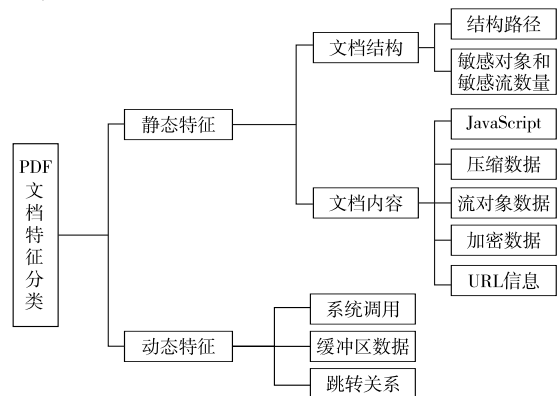 PDF
文
档
特
征
分
类
静态特征
文档结构
结构路径
敏感对象和
敏感流数量
文档内容
JavaScript
压缩数据
流对象数据
加密数据
URL信息
动态特征
系统调用
缓冲区数据
跳转关系